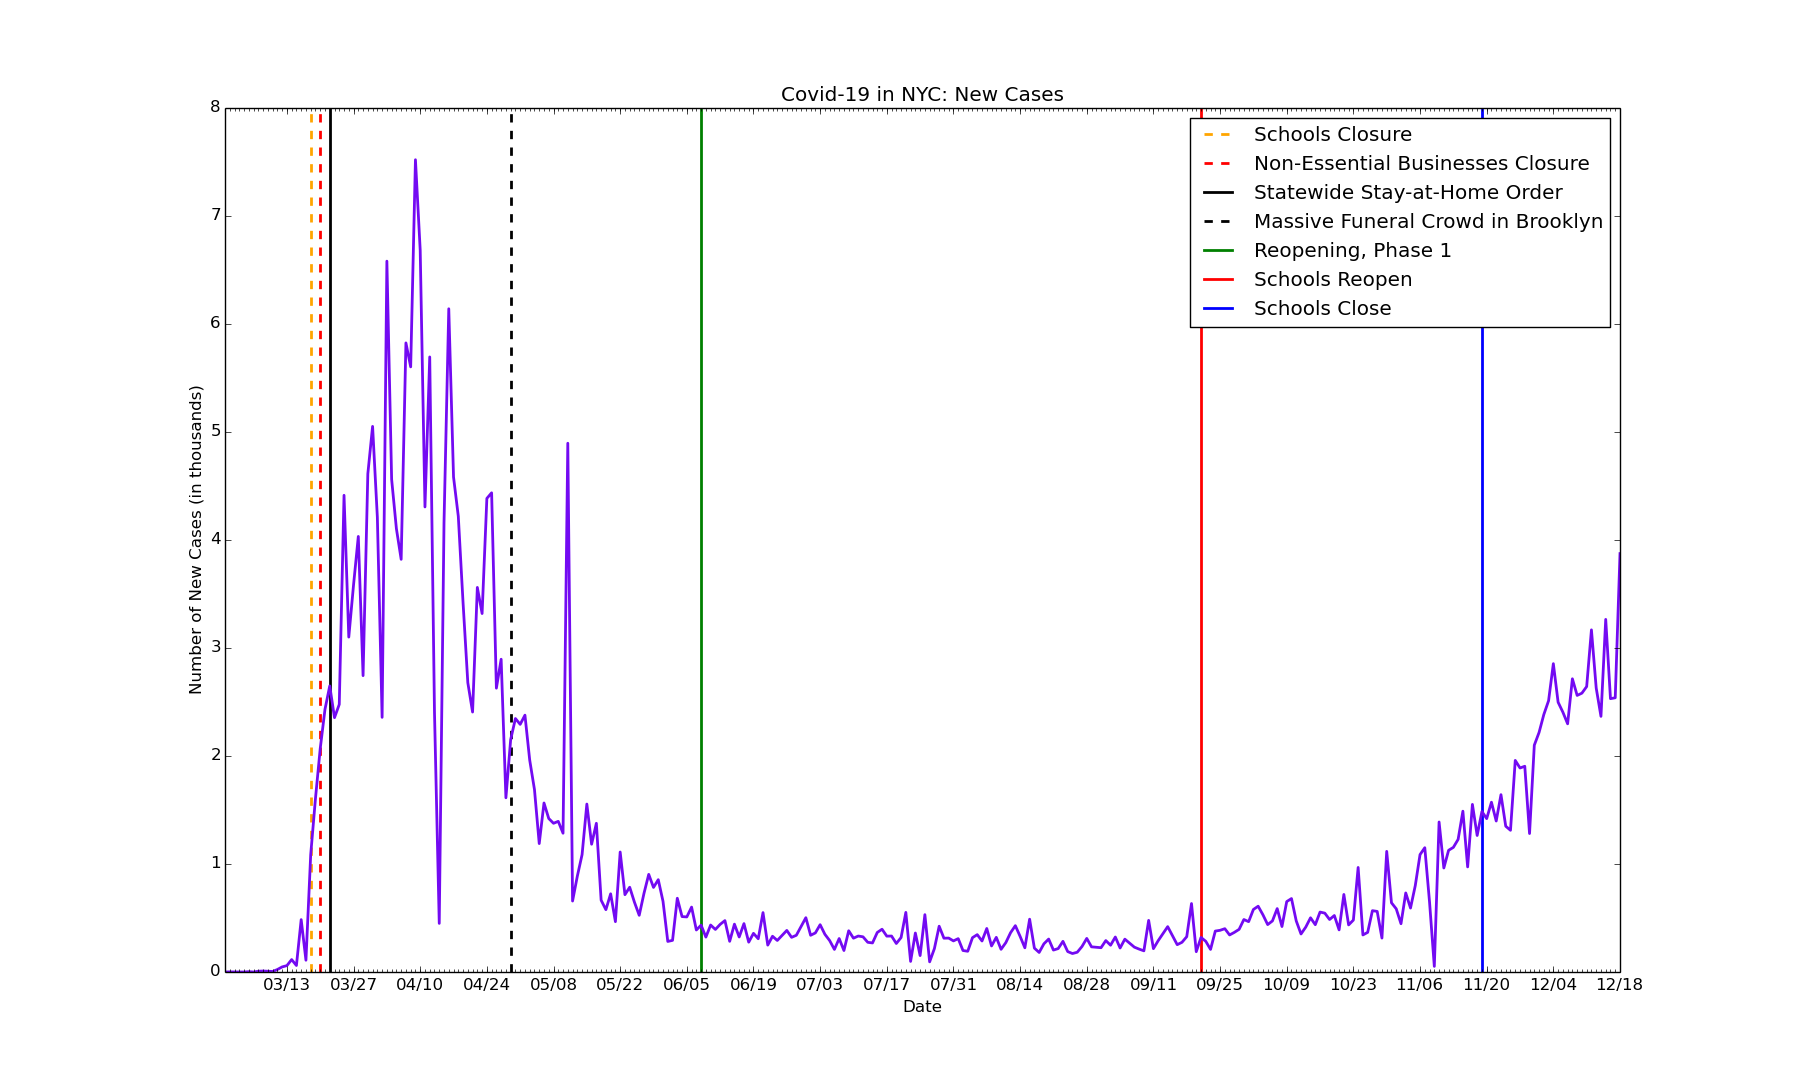 Covid-19 in NYC: New Cases
8
7
6
5
4
3
2
1
0
Number of New Cases (in thousands)
Schools Closure
Non-Essential Businesses Closure
Statewide Stay-at-Home Order
Massive Funeral Crowd in Brooklyn
Reopening, Phase 1
Schools Reopen
Schools Close
03/13 03/27 04/10 04/24 05/08 05/22 06/05 06/19 07/03 07/17 07/31 08/14 08/28 09/11 09/25 10/09 10/23 11/06 11/20 12/04 12/18
Date